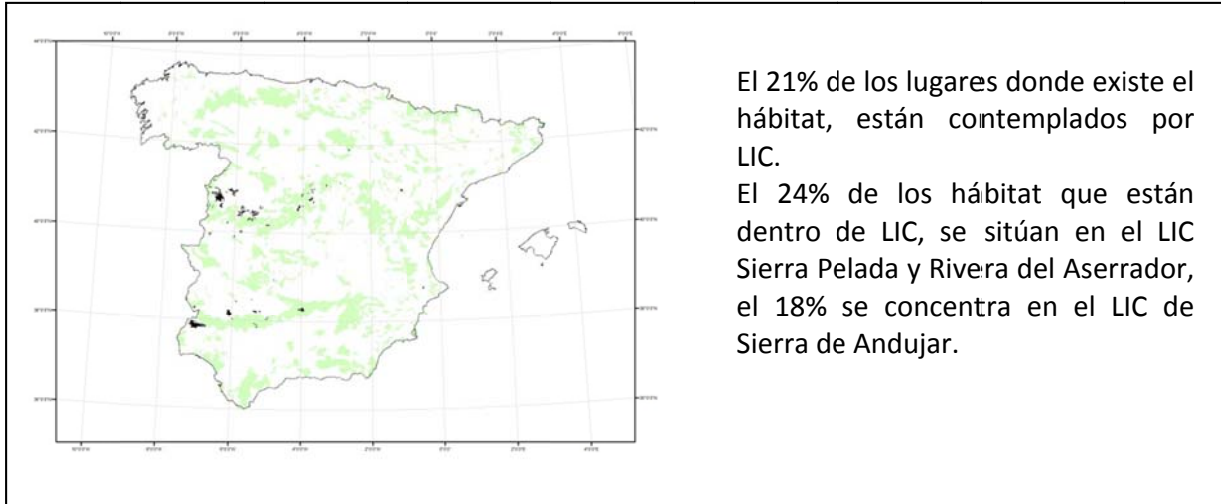 El 21% de los lugares donde existe el
hábitat, están contemplados por
LIC.
El 24% de los hábitat que están
dentro de LIC, se sitúan en el LIC
Sierra Pelada y Rivera del Aserrador,
el 18% se concentra en el LIC de
Sierra de Andujar.